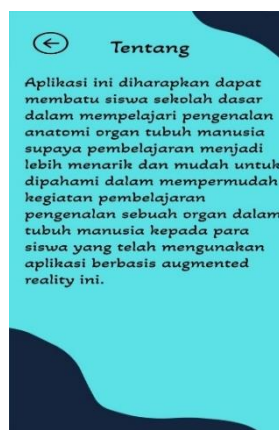 Tentang
Aplikasi ini diharapkan dapat
membatu siswa sekolah dasar
dalam mempelajari pengenalan
anatomi organ tubuh manusia
supaya pembelajaran menjadi
lebih menarik dan mudah untuk
dipahami dalam mempermudah
kegiatan pembelajaran
pengenalan sebuah organ dalam
tubuh manusia kepada para
siswa yang telah mengunakan
aplikasi berbasis augmented
reality ini.